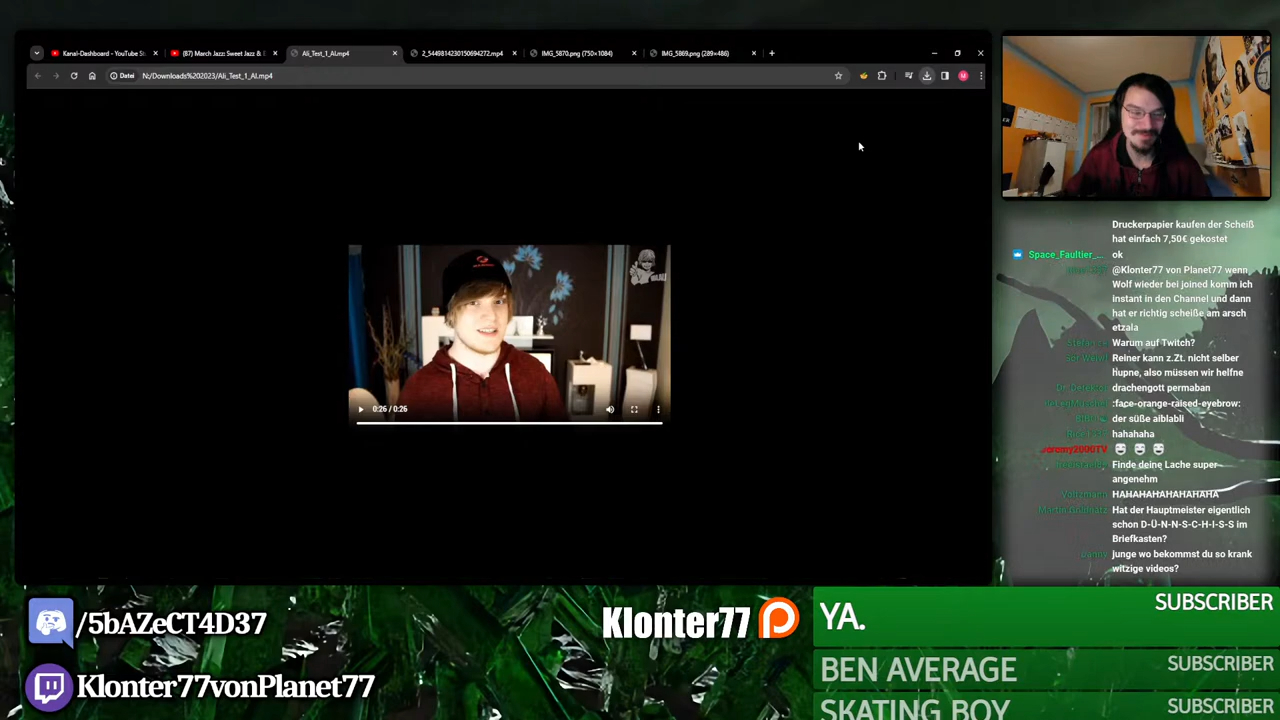 Kanal-Dashboard - YouTube St
(87) March Jazz: Sweet Jazz &
Ali_Test_1_AI.mp4
2_5449814230150694272.mp4
IMG_5870.png (750×1084)
IMG_5869.png (289×486)
Datei
N:/Downloads%202023/Ali_Test_1_AI.mp4
M
0:26 / 0:26
Druckerpapier kaufen der Scheiß
hat einfach 7,50€ gekostet
Space_Faultier_... ok
@Klonter77 von Planet77 wenn
Wolf wieder bei joined komm ich
instant in den Channel und dann
hat er richtig scheiße am arsch
etzala
Warum auf Twitch?
Reiner kann z.Zt. nicht selber
hupne, also müssen wir helfne
drachengott permaban
:face-orange-raised-eyebrow:
der süße aiblabli
hahahaha
Finde deine Lache super
angenehm
HAHAHAHAHAHAHAHA
Hat der Hauptmeister eigentlich
schon D-Ü-N-N-S-C-H-I-S-S im
Briefkasten?
Danny junge wo bekommst du so krank
witzige videos?
/5bAZeCT4D37
Klonter77vonPlanet77
Klonter77
YA. SUBSCRIBER
BEN AVERAGE SUBSCRIBER
SKATING BOY SUBSCRIBER